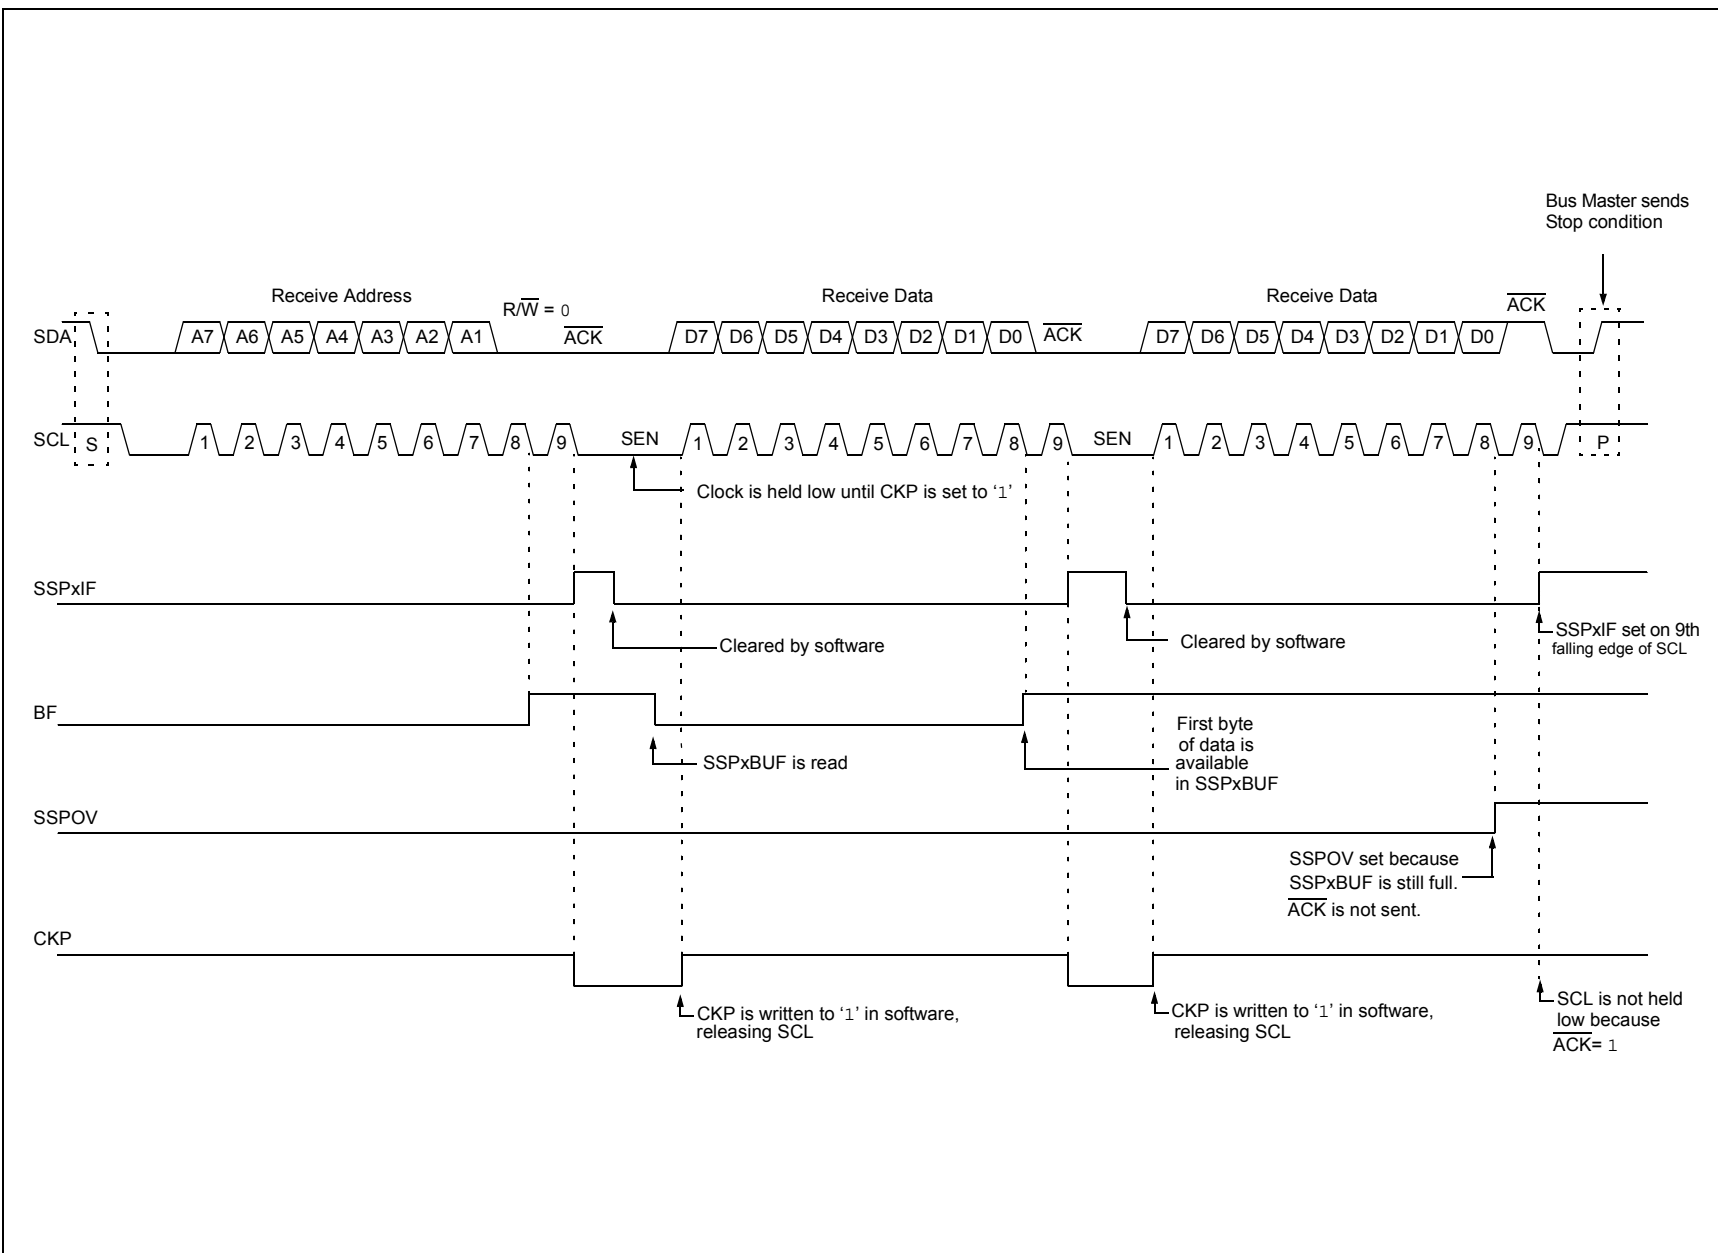 Bus Master sends
Stop condition
Receive Address
R/W̅ = 0
A̅C̅K̅
Receive Data
A̅C̅K̅
Receive Data
A̅C̅K̅
SDA
A7 A6 A5 A4 A3 A2 A1
D7 D6 D5 D4 D3 D2 D1 D0
D7 D6 D5 D4 D3 D2 D1 D0
SCL
S
1 2 3 4 5 6 7 8 9
SEN
1 2 3 4 5 6 7 8 9
SEN
1 2 3 4 5 6 7 8 9
P
Clock is held low until CKP is set to ‘1’
SSPxIF
Cleared by software
Cleared by software
SSPxIF set on 9th
falling edge of SCL
BF
SSPxBUF is read
First byte
of data is
available
in SSPxBUF
SSPOV
SSPOV set because
SSPxBUF is still full.
A̅C̅K̅ is not sent.
CKP
CKP is written to ‘1’ in software,
releasing SCL
CKP is written to ‘1’ in software,
releasing SCL
SCL is not held
low because
A̅C̅K̅= 1